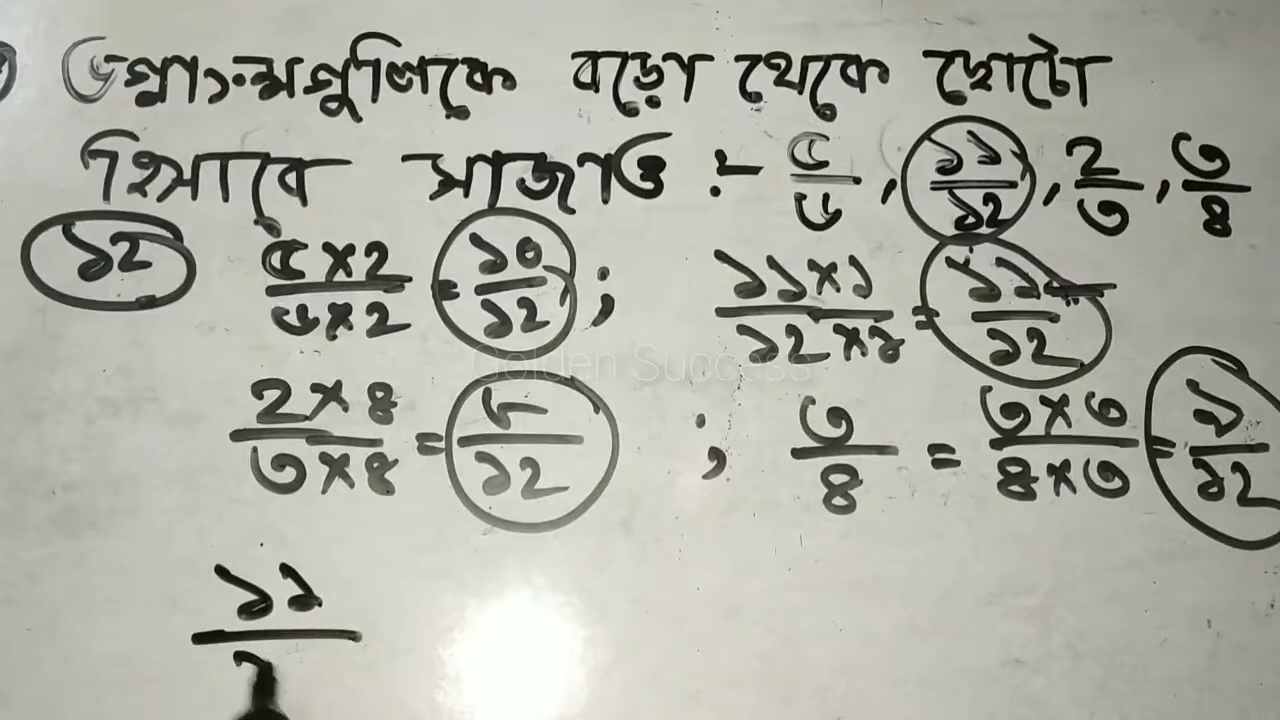 ভগ্নাংশগুলিকে বড়ো থেকে ছোটো
হিসাবে সাজাও :- ৫/৬, ১১/১২, ২/৩, ৩/৪
১২ ৫×২/৬×২ = ১০/১২ ; ১১×১/১২×১ = ১১/১২
Golden Success
২×৪/৩×৪ = ৮/১২ ; ৩/৪ = ৩×৩/৪×৩ = ৯/১২
১১/১